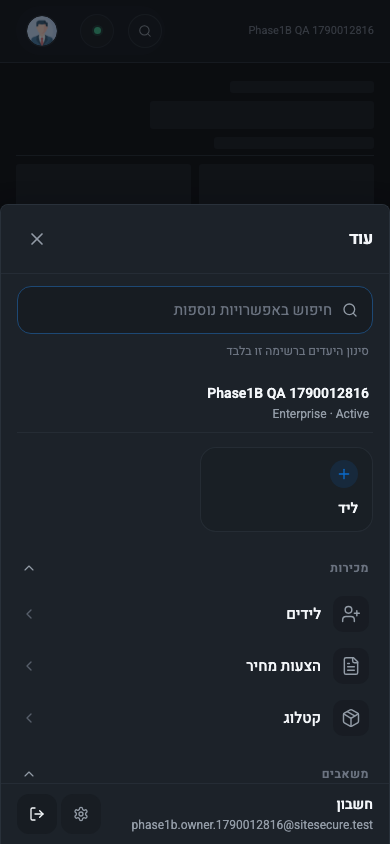 Phase1B QA 1790012816
עוד
חיפוש באפשרויות נוספות
סינון היעדים ברשימה זו בלבד
Phase1B QA 1790012816
Enterprise · Active
ליד
מכירות
לידים
הצעות מחיר
קטלוג
משאבים
חשבון
phase1b.owner.1790012816@sitesecure.test